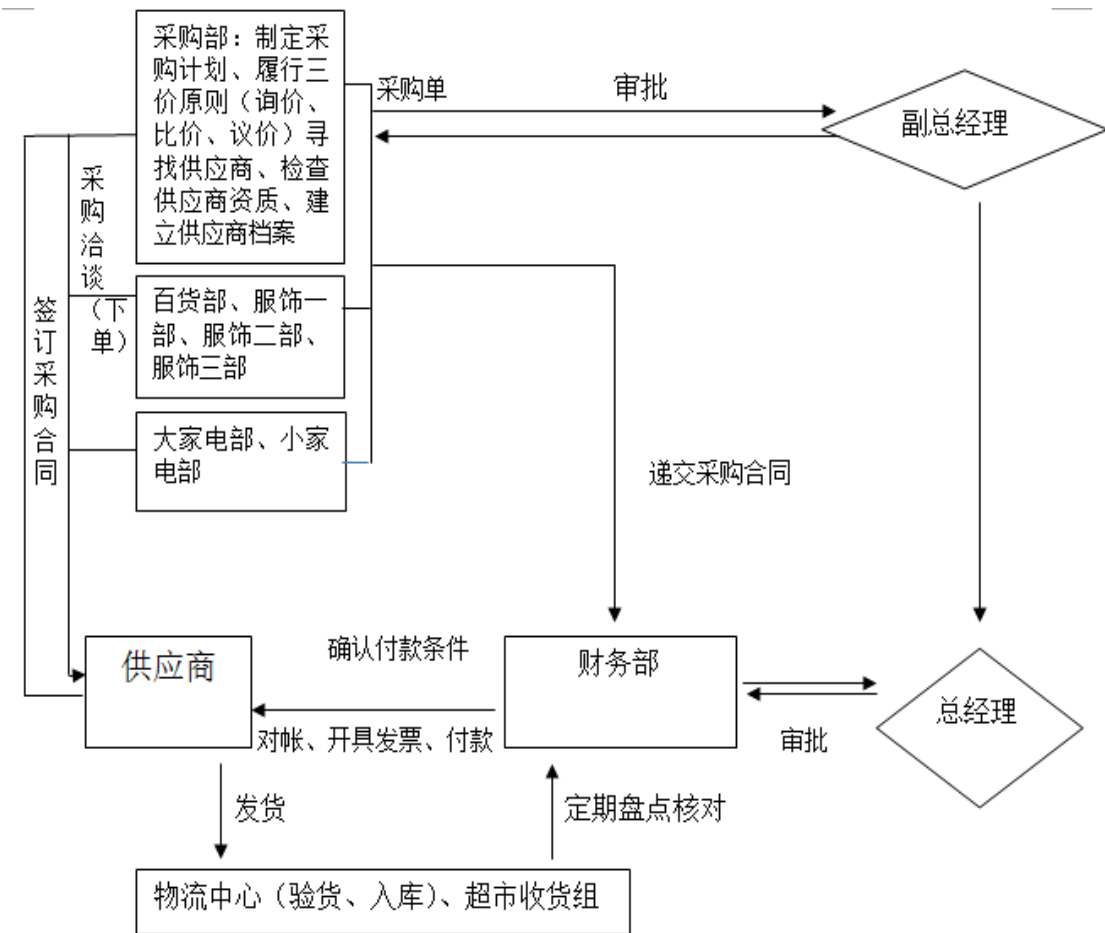 采购部：制定采
购计划、履行三
价原则（询价、
比价、议价）寻
找供应商、检查
供应商资质、建
立供应商档案
采购单
审批
副总经理
采购洽谈（下单）
签订采购合同
百货部、服饰一
部、服饰二部、
服饰三部
大家电部、小家
电部
递交采购合同
供应商
确认付款条件
财务部
总经理
对帐、开具发票、付款
审批
发货
定期盘点核对
物流中心（验货、入库）、超市收货组